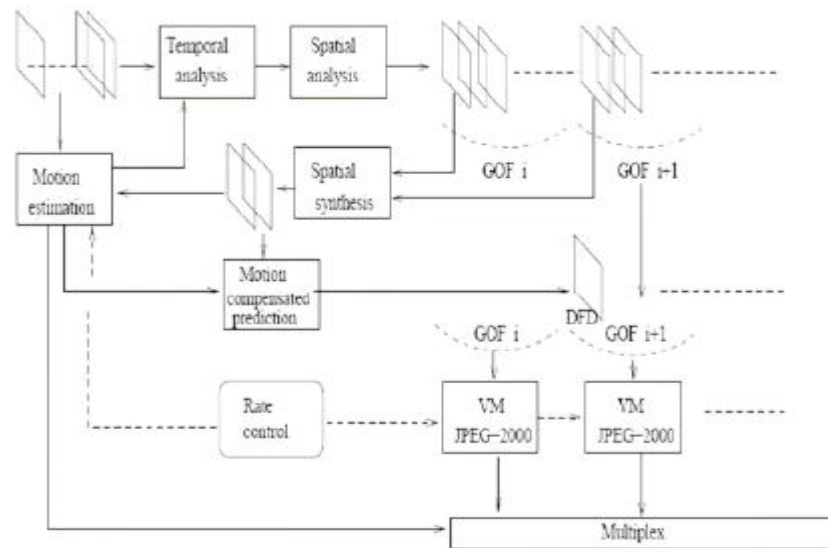 Temporal
analysis
Spatial
analysis
GOF i
GOF i+1
Motion
estimation
Spatial
synthesis
Motion
compensated
prediction
DFD
GOF i
GOF i+1
Rate
control
VM
JPEG-2000
VM
JPEG-2000
Multiplex